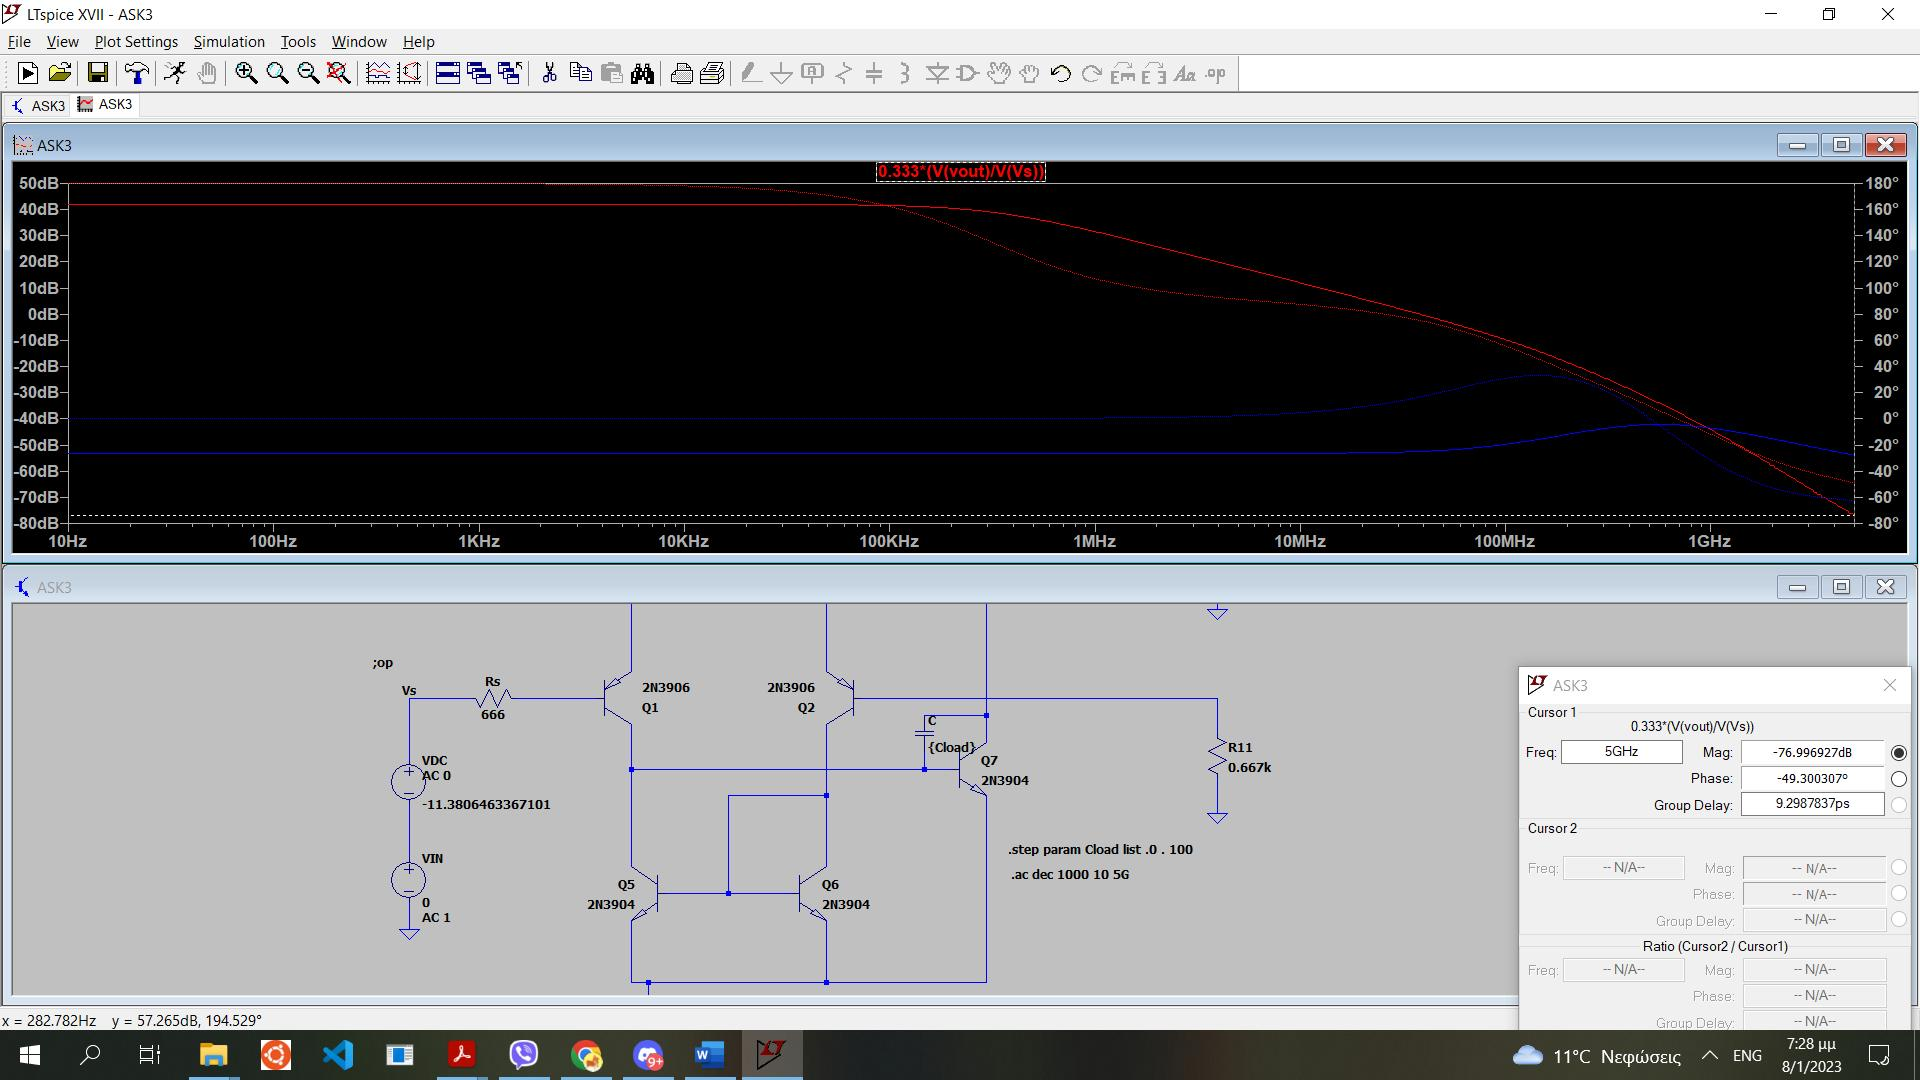 LTspice XVII - ASK3
File View Plot Settings Simulation Tools Window Help
ASK3 ASK3
ASK3
0.333*(V(vout)/V(Vs))
50dB 180°
40dB 160°
30dB 140°
20dB 120°
10dB 100°
0dB 80°
-10dB 60°
-20dB 40°
-30dB 20°
-40dB 0°
-50dB -20°
-60dB -40°
-70dB -60°
-80dB -80°
10Hz 100Hz 1KHz 10KHz 100KHz 1MHz 10MHz 100MHz 1GHz
ASK3
;op
Vs
Rs
666
2N3906
Q1
2N3906
Q2
C
{Cload}
Q7
2N3904
R11
0.667k
VDC
AC 0
-11.3806463367101
VIN
0
AC 1
Q5
2N3904
Q6
2N3904
.step param Cload list .0 . 100
.ac dec 1000 10 5G
ASK3
Cursor 1
0.333*(V(vout)/V(Vs))
Freq: 5GHz Mag: -76.996927dB
Phase: -49.300307°
Group Delay: 9.2987837ps
Cursor 2
Freq: -- N/A-- Mag: -- N/A--
Phase: -- N/A--
Group Delay: -- N/A--
Ratio (Cursor2 / Cursor1)
Freq: -- N/A-- Mag: -- N/A--
Phase: -- N/A--
Group Delay: -- N/A--
x = 282.782Hz y = 57.265dB, 194.529°
9+
11°C Νεφώσεις
ENG
7:28 μμ
8/1/2023